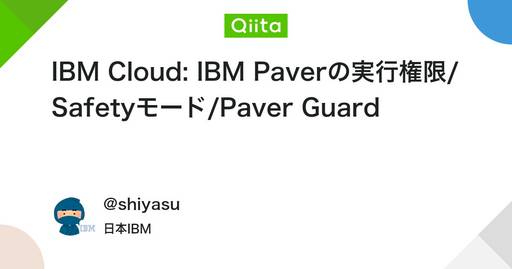 Qiita
IBM Cloud: IBM Paverの実行権限/
Safetyモード/Paver Guard
@shiyasu
IBM
日本IBM